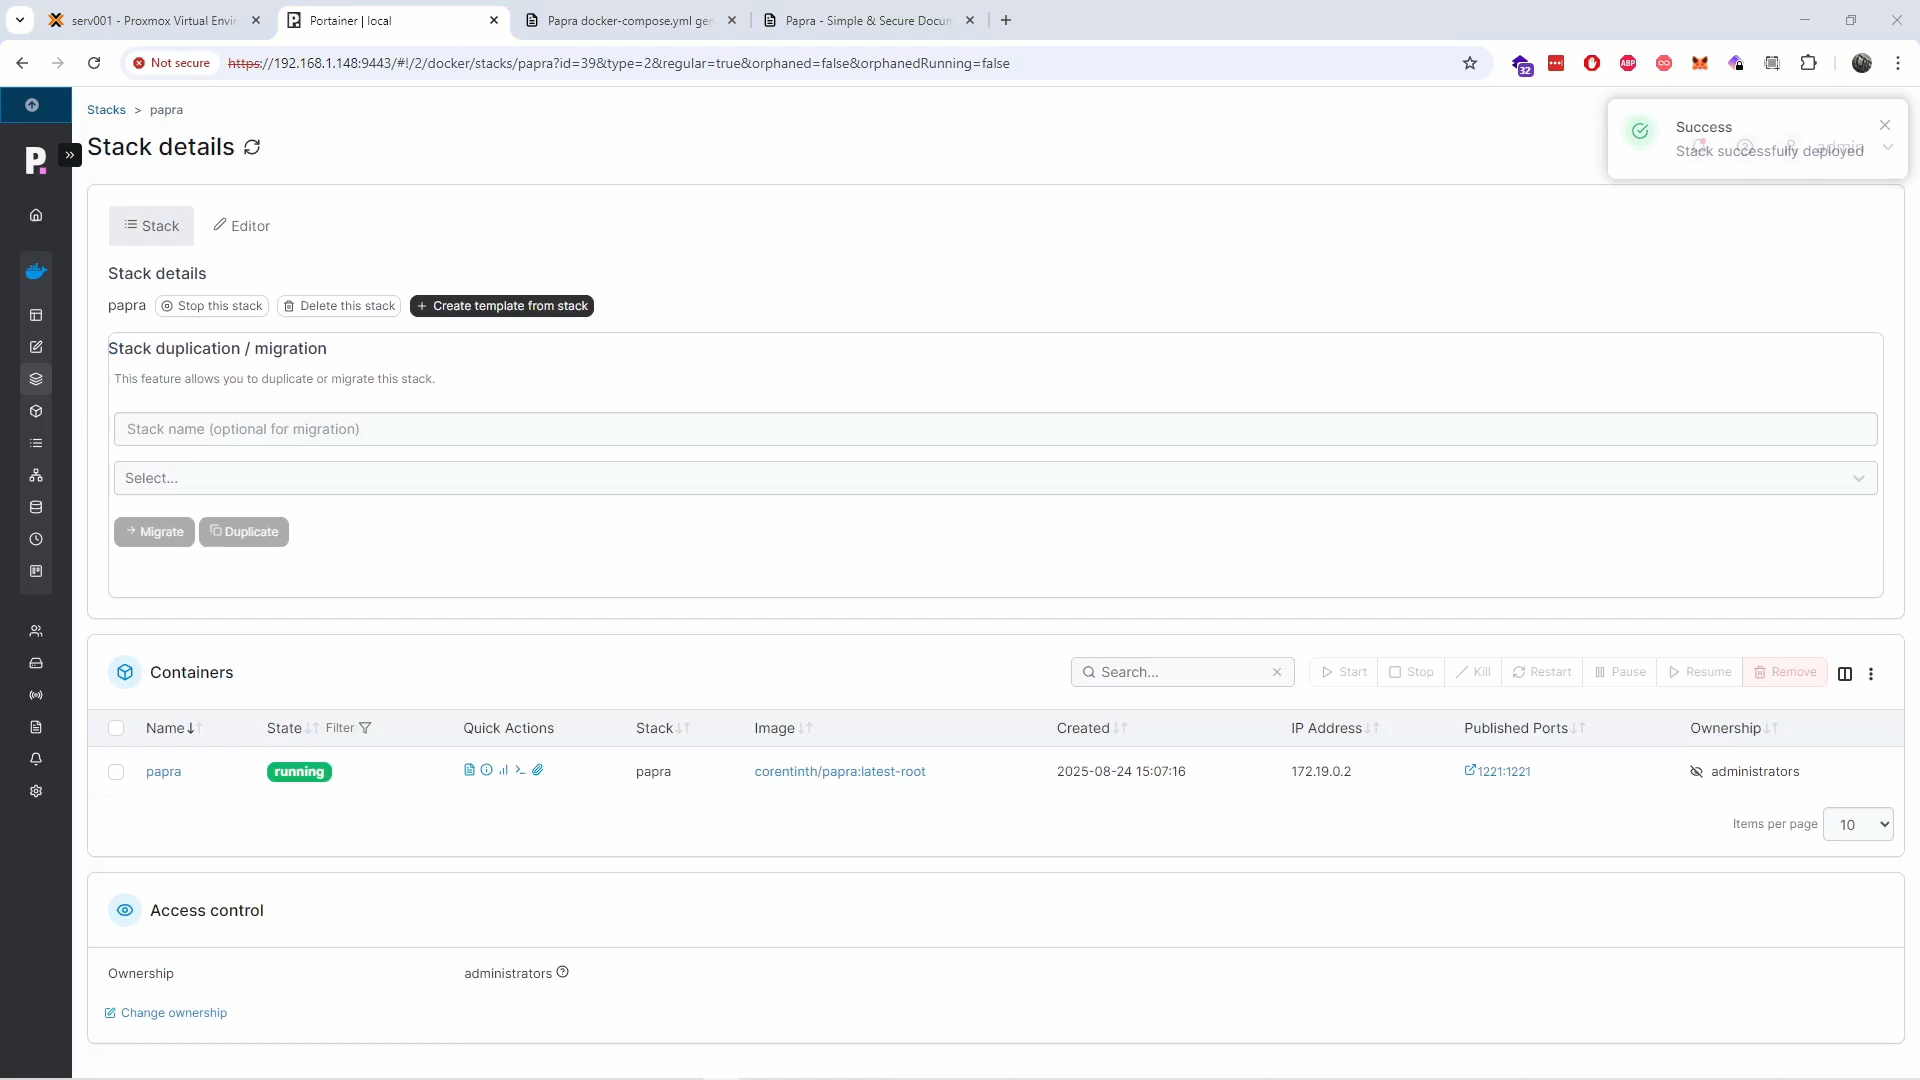 serv001 - Proxmox Virtual Envir
Portainer | local
Papra docker-compose.yml gen
Papra - Simple & Secure Docum
Not secure
https://192.168.1.148:9443/#!/2/docker/stacks/papra?id=39&type=2&regular=true&orphaned=false&orphanedRunning=false
32
ABP
Stacks > papra
Stack details
Success
Stack successfully deployed
admin
Stack
Editor
Stack details
papra
Stop this stack
Delete this stack
+ Create template from stack
Stack duplication / migration
This feature allows you to duplicate or migrate this stack.
Stack name (optional for migration)
Select...
Migrate
Duplicate
Containers
Search...
Start
Stop
Kill
Restart
Pause
Resume
Remove
Name State Filter Quick Actions Stack Image Created IP Address Published Ports Ownership
papra running papra corentinth/papra:latest-root 2025-08-24 15:07:16 172.19.0.2 1221:1221 administrators
Items per page 10
Access control
Ownership administrators
Change ownership